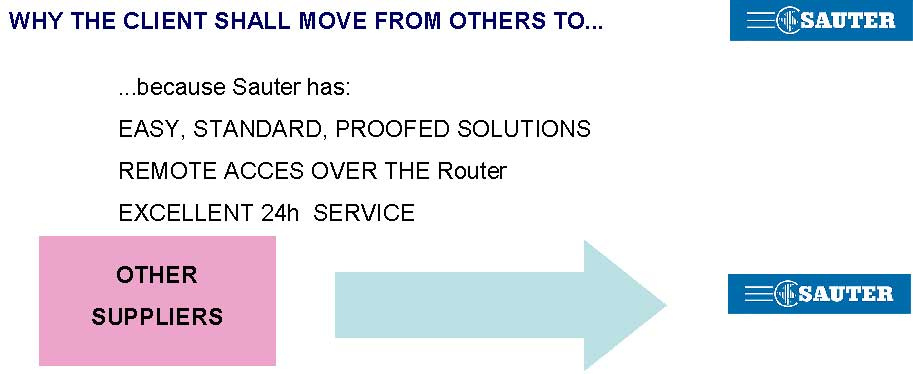 WHY THE CLIENT SHALL MOVE FROM OTHERS TO... SAUTER
...because Sauter has:
EASY, STANDARD, PROOFED SOLUTIONS
REMOTE ACCES OVER THE Router
EXCELLENT 24h  SERVICE
OTHER
SUPPLIERS
SAUTER